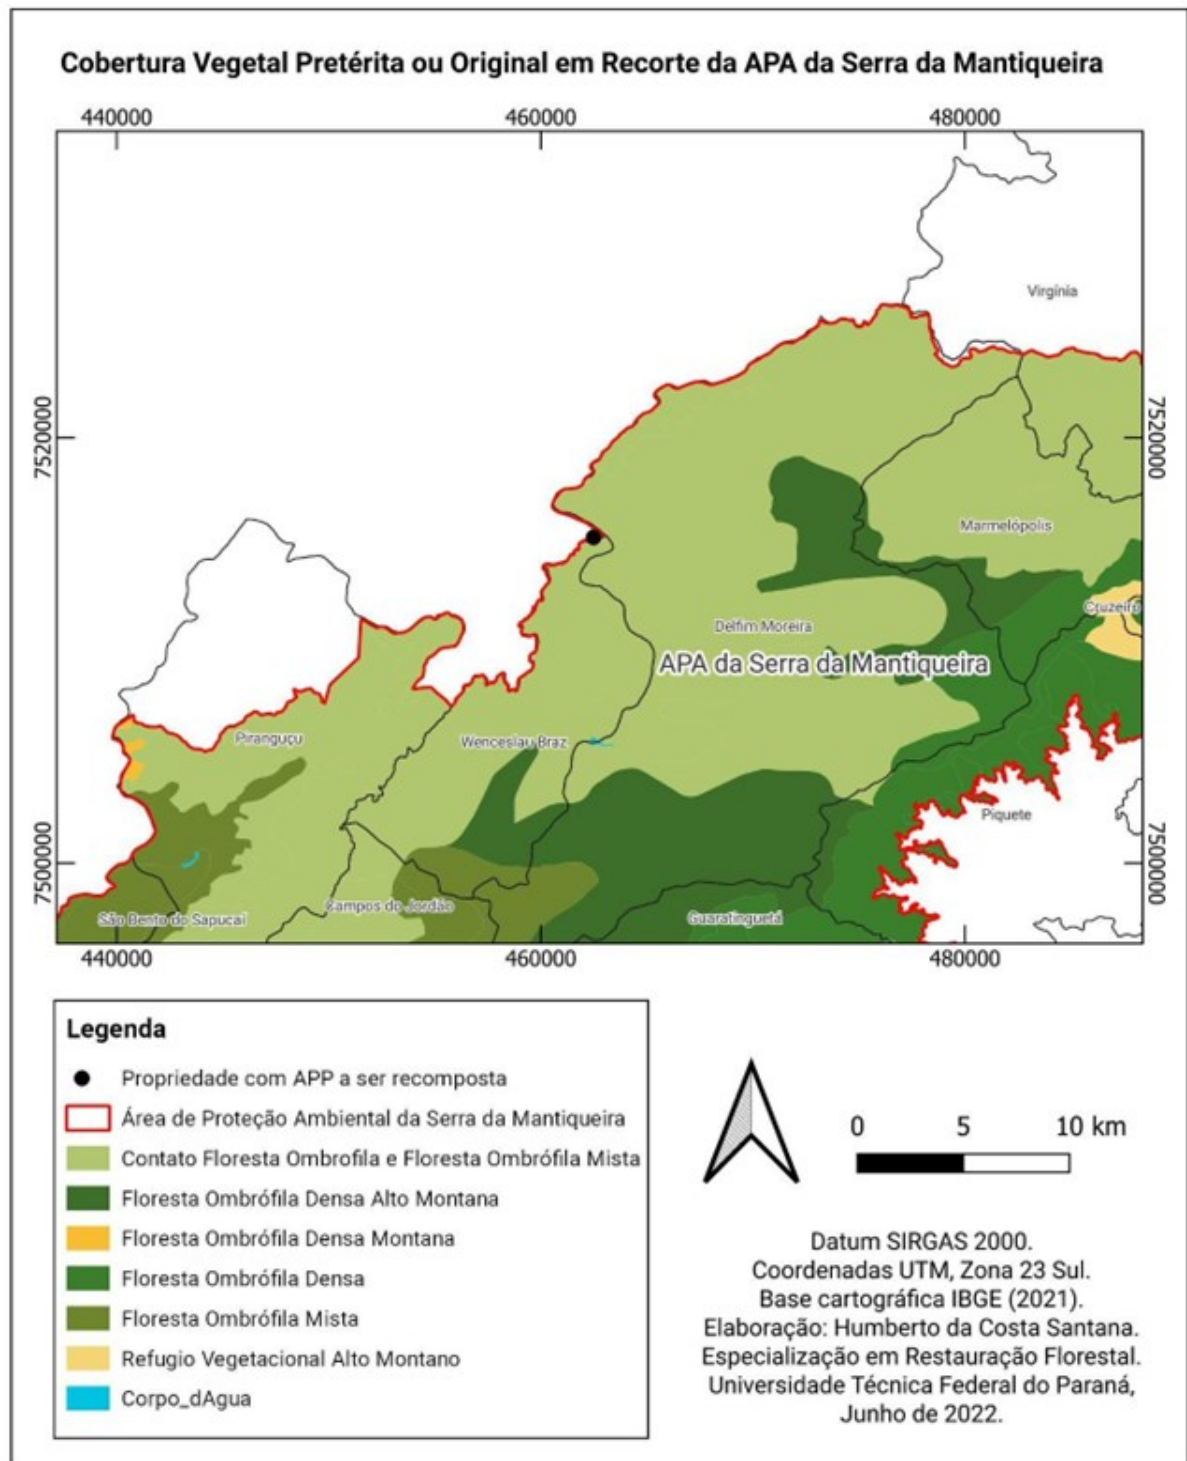 Cobertura Vegetal Pretérita ou Original em Recorte da APA da Serra da Mantiqueira
440000 460000 480000
Virgínia
7520000 7520000
Marmelópolis
Cruzeiro
Delfim Moreira
APA da Serra da Mantiqueira
Piranguçu
Wenceslau Braz
Piquete
7500000 7500000
São Bento do Sapucaí
Campos do Jordão
Guaratinguetá
440000 460000 480000
Legenda
Propriedade com APP a ser recomposta
Área de Proteção Ambiental da Serra da Mantiqueira
Contato Floresta Ombrofila e Floresta Ombrófila Mista
Floresta Ombrófila Densa Alto Montana
Floresta Ombrófila Densa Montana
Floresta Ombrófila Densa
Floresta Ombrófila Mista
Refugio Vegetacional Alto Montano
Corpo_dAgua
0 5 10 km
Datum SIRGAS 2000.
Coordenadas UTM, Zona 23 Sul.
Base cartográfica IBGE (2021).
Elaboração: Humberto da Costa Santana.
Especialização em Restauração Florestal.
Universidade Técnica Federal do Paraná,
Junho de 2022.